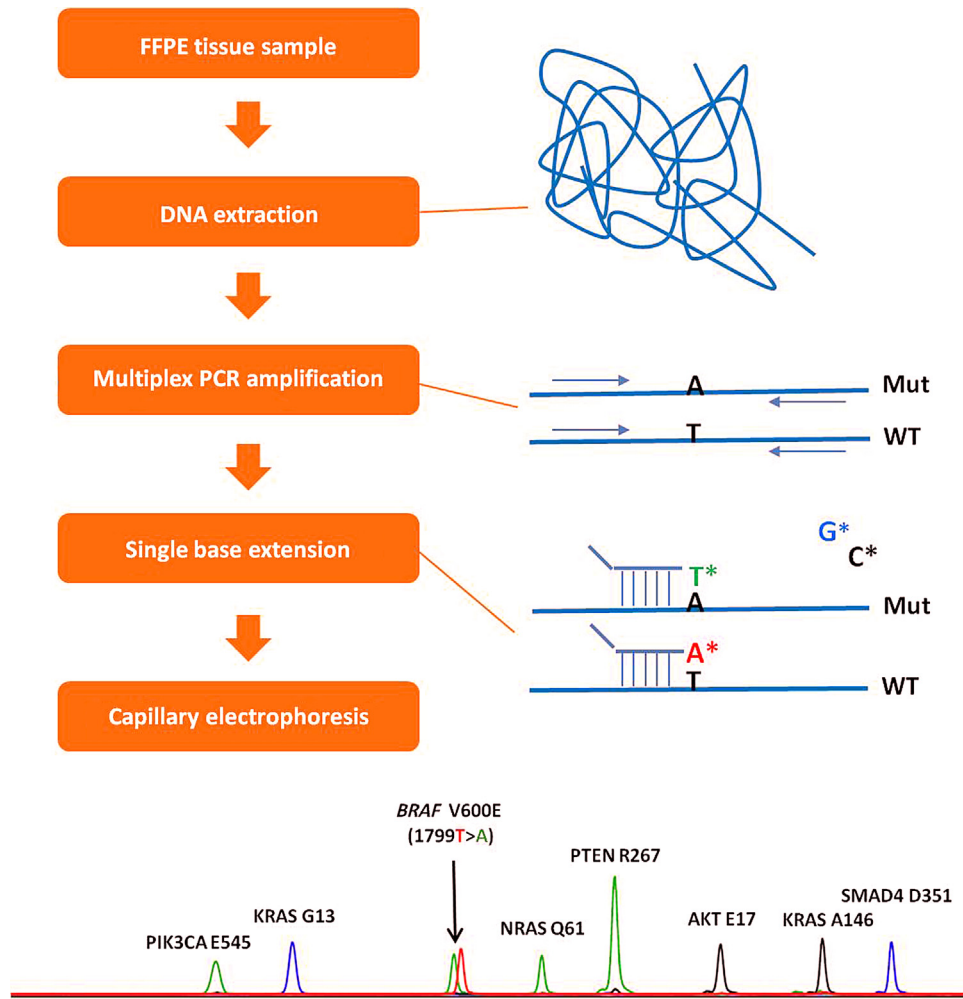 FFPE tissue sample
DNA extraction
Multiplex PCR amplification
A
Mut
T
WT
Single base extension
G*
C*
T*
A
Mut
A*
T
WT
Capillary electrophoresis
BRAF V600E
(1799T>A)
PTEN R267
SMAD4 D351
KRAS G13
NRAS Q61
AKT E17
KRAS A146
PIK3CA E545